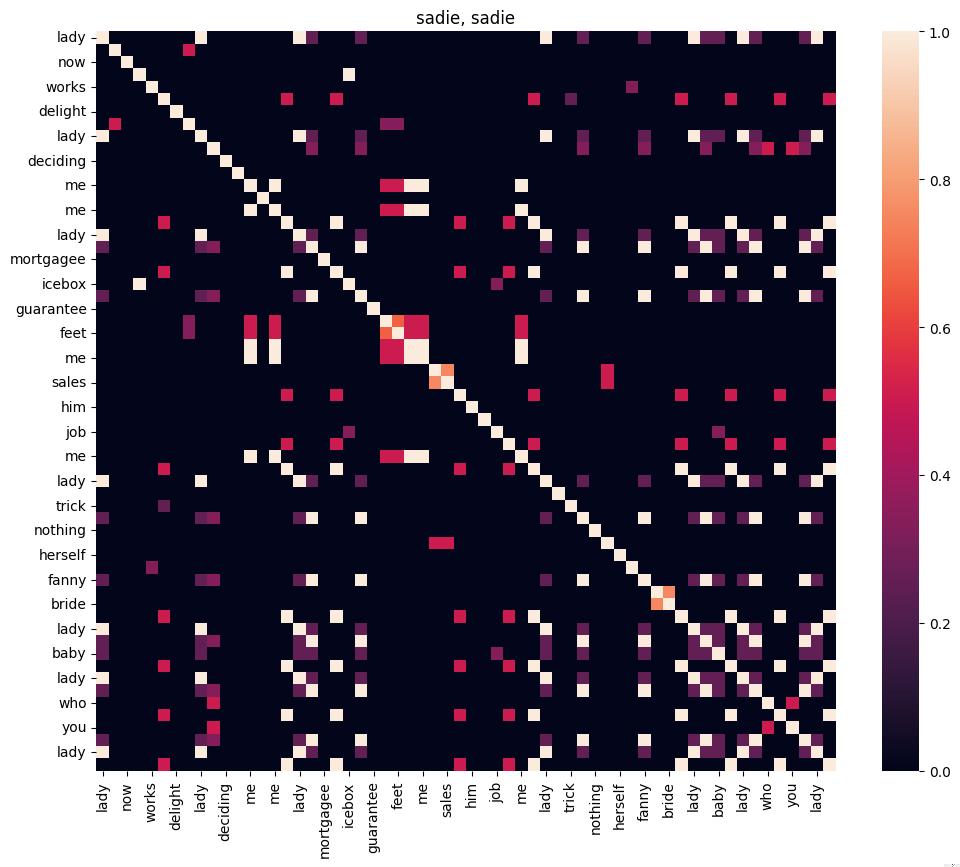 sadie, sadie
lady
now
works
delight
lady
deciding
me
me
lady
mortgagee
icebox
guarantee
feet
me
sales
him
job
me
lady
trick
nothing
herself
fanny
bride
lady
baby
lady
who
you
lady
lady
now
works
delight
lady
deciding
me
me
lady
mortgagee
icebox
guarantee
feet
me
sales
him
job
me
lady
trick
nothing
herself
fanny
bride
lady
baby
lady
who
you
lady
1.0
0.8
0.6
0.4
0.2
0.0